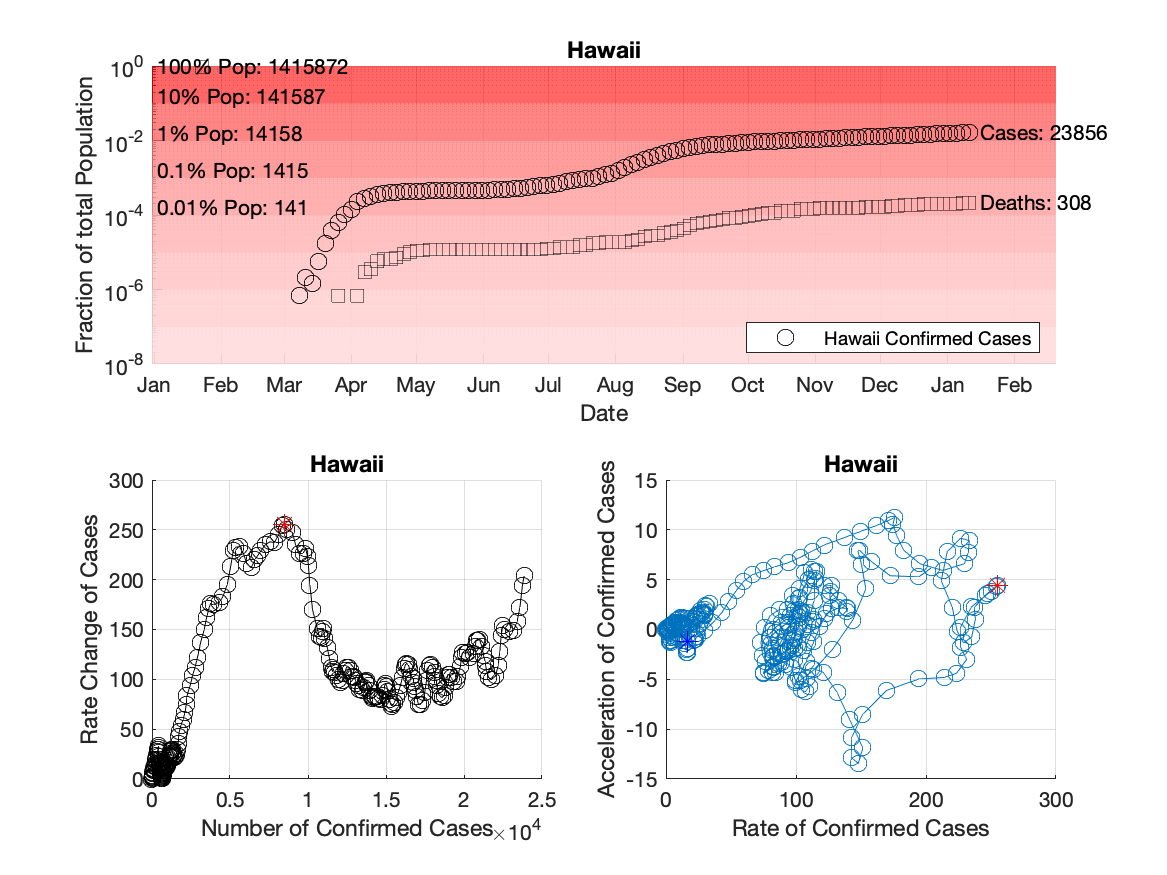 Hawaii
10^0
100% Pop: 1415872
10% Pop: 141587
10^-2
1% Pop: 14158
Cases: 23856
0.1% Pop: 1415
10^-4
0.01% Pop: 141
Deaths: 308
10^-6
10^-8
Fraction of total Population
Hawaii Confirmed Cases
Jan Feb Mar Apr May Jun Jul Aug Sep Oct Nov Dec Jan Feb
Date
Hawaii
300
250
200
150
100
50
0
Rate Change of Cases
0 0.5 1 1.5 2 2.5
Number of Confirmed Cases
×10^4
Hawaii
15
10
5
0
-5
-10
-15
Acceleration of Confirmed Cases
0 100 200 300
Rate of Confirmed Cases